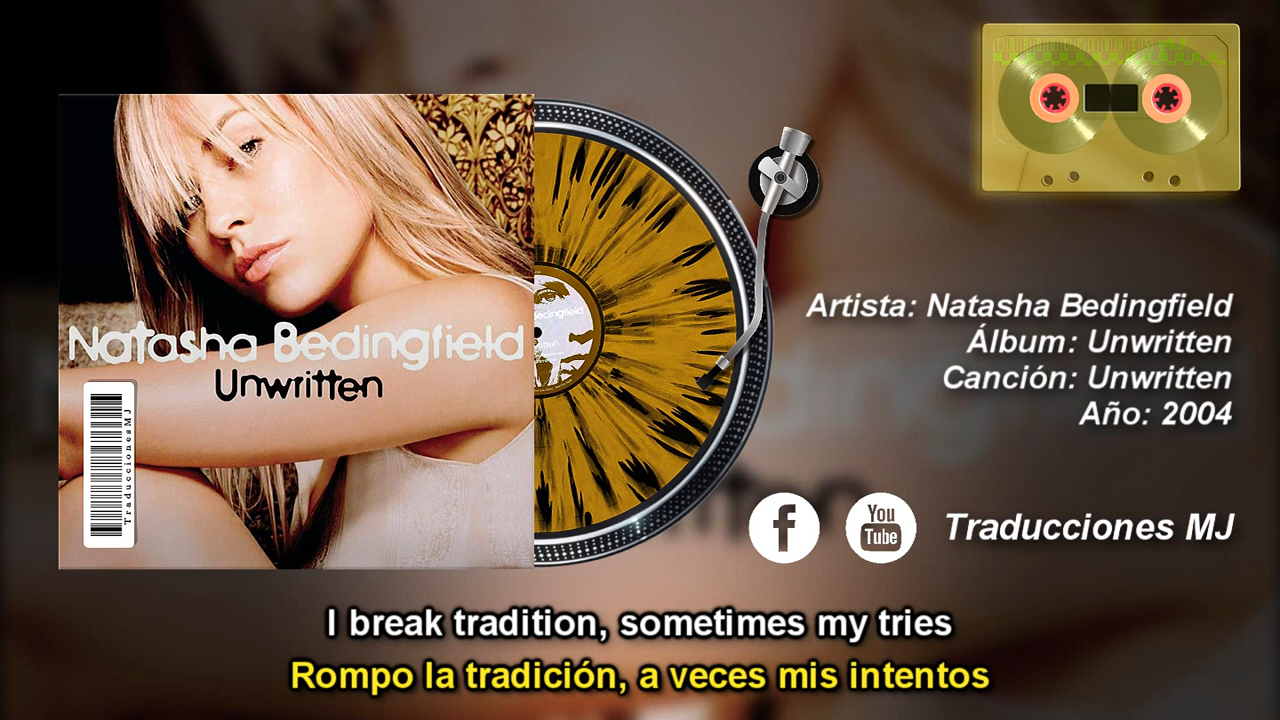 Natasha Bedingfield
Unwritten
TraduccionesMJ
Artista: Natasha Bedingfield
Álbum: Unwritten
Canción: Unwritten
Año: 2004
You
Tube
Traducciones MJ
I break tradition, sometimes my tries
Rompo la tradición, a veces mis intentos